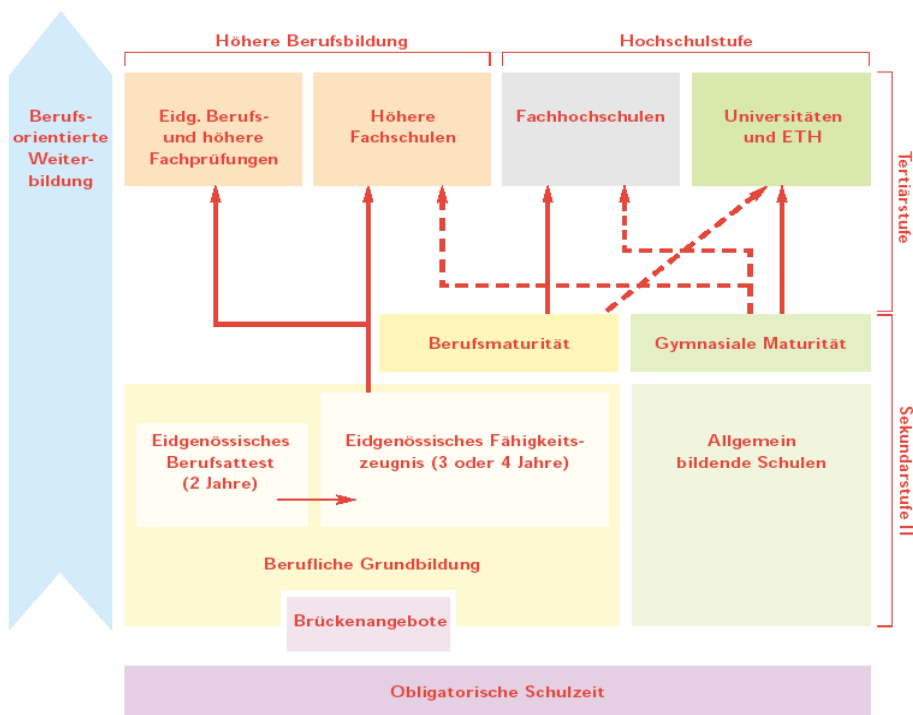 Höhere Berufsbildung
Hochschulstufe
Berufs-
orientierte
Weiter-
bildung
Eidg. Berufs-
und höhere
Fachprüfungen
Höhere
Fachschulen
Fachhochschulen
Universitäten
und ETH
Tertiärstufe
Berufsmaturität
Gymnasiale Maturität
Eidgenössisches
Berufsattest
(2 Jahre)
Eidgenössisches Fähigkeits-
zeugnis (3 oder 4 Jahre)
Allgemein
bildende Schulen
Sekundarstufe II
Berufliche Grundbildung
Brückenangebote
Obligatorische Schulzeit